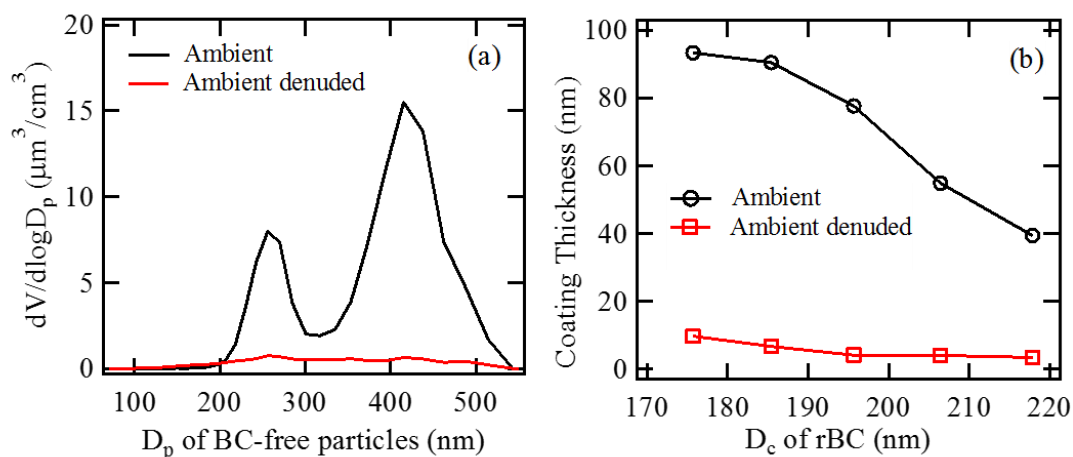 20
15
10
5
0
dV/dlogDp (μm³/cm³)
Ambient
Ambient denuded
(a)
100 200 300 400 500
Dp of BC-free particles (nm)
100
80
60
40
20
0
Coating Thickness (nm)
(b)
Ambient
Ambient denuded
170 180 190 200 210 220
Dc of rBC (nm)